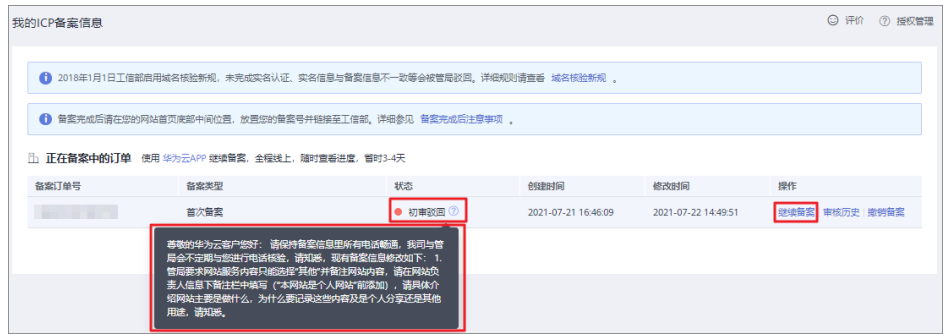 我的ICP备案信息
评价 授权管理
2018年1月1日工信部启用域名核验新规，未完成实名认证、实名信息与备案信息不一致等会被管局驳回。详细规则请查看 域名核验新规 。
备案完成后请在您的网站首页底部中间位置，放置您的备案号并链接至工信部。详细参见 备案完成后注意事项 。
正在备案中的订单 使用 华为云APP 继续备案，全程线上，随时查看进度，暂时3-4天
备案订单号 备案类型 状态 创建时间 修改时间 操作
首次备案 初审驳回 2021-07-21 16:46:09 2021-07-22 14:49:51 继续备案 审核历史 撤销备案
尊敬的华为云客户您好： 请保持备案信息里所有电话畅通，我司与管
局会不定期与您进行电话核验，请知悉，现有备案信息修改如下： 1.
管局要求网站服务内容只能选择“其他”并备注网站内容，请在网站负
责人信息下备注栏中填写（“本网站是个人网站”前添加），请具体介
绍网站主要是做什么，为什么要记录这些内容及是个人分享还是其他
用途，请知悉。